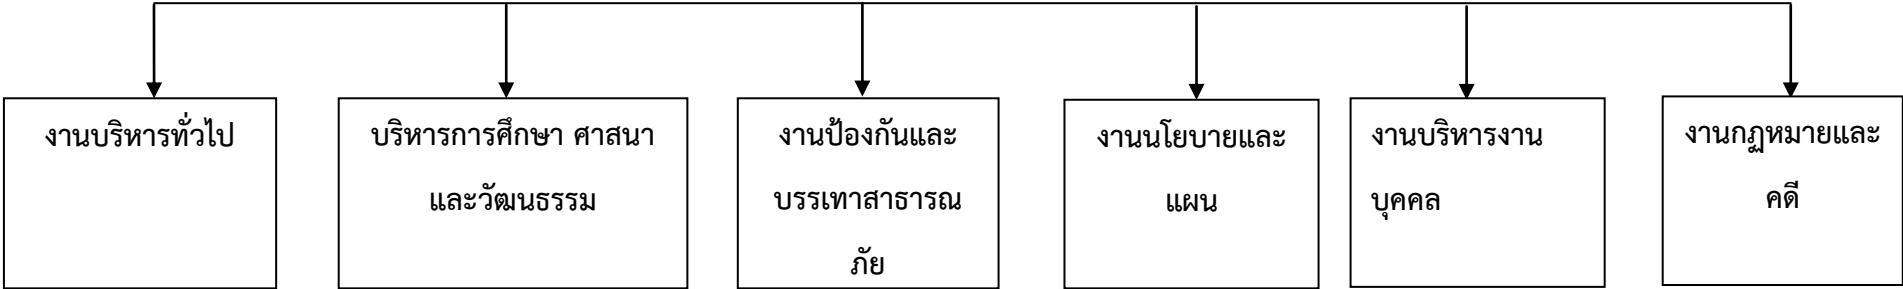 งานบริหารทั่วไป
บริหารการศึกษา ศาสนา
และวัฒนธรรม
งานป้องกันและ
บรรเทาสาธารณ
ภัย
งานนโยบายและ
แผน
งานบริหารงาน
บุคคล
งานกฎหมายและ
คดี